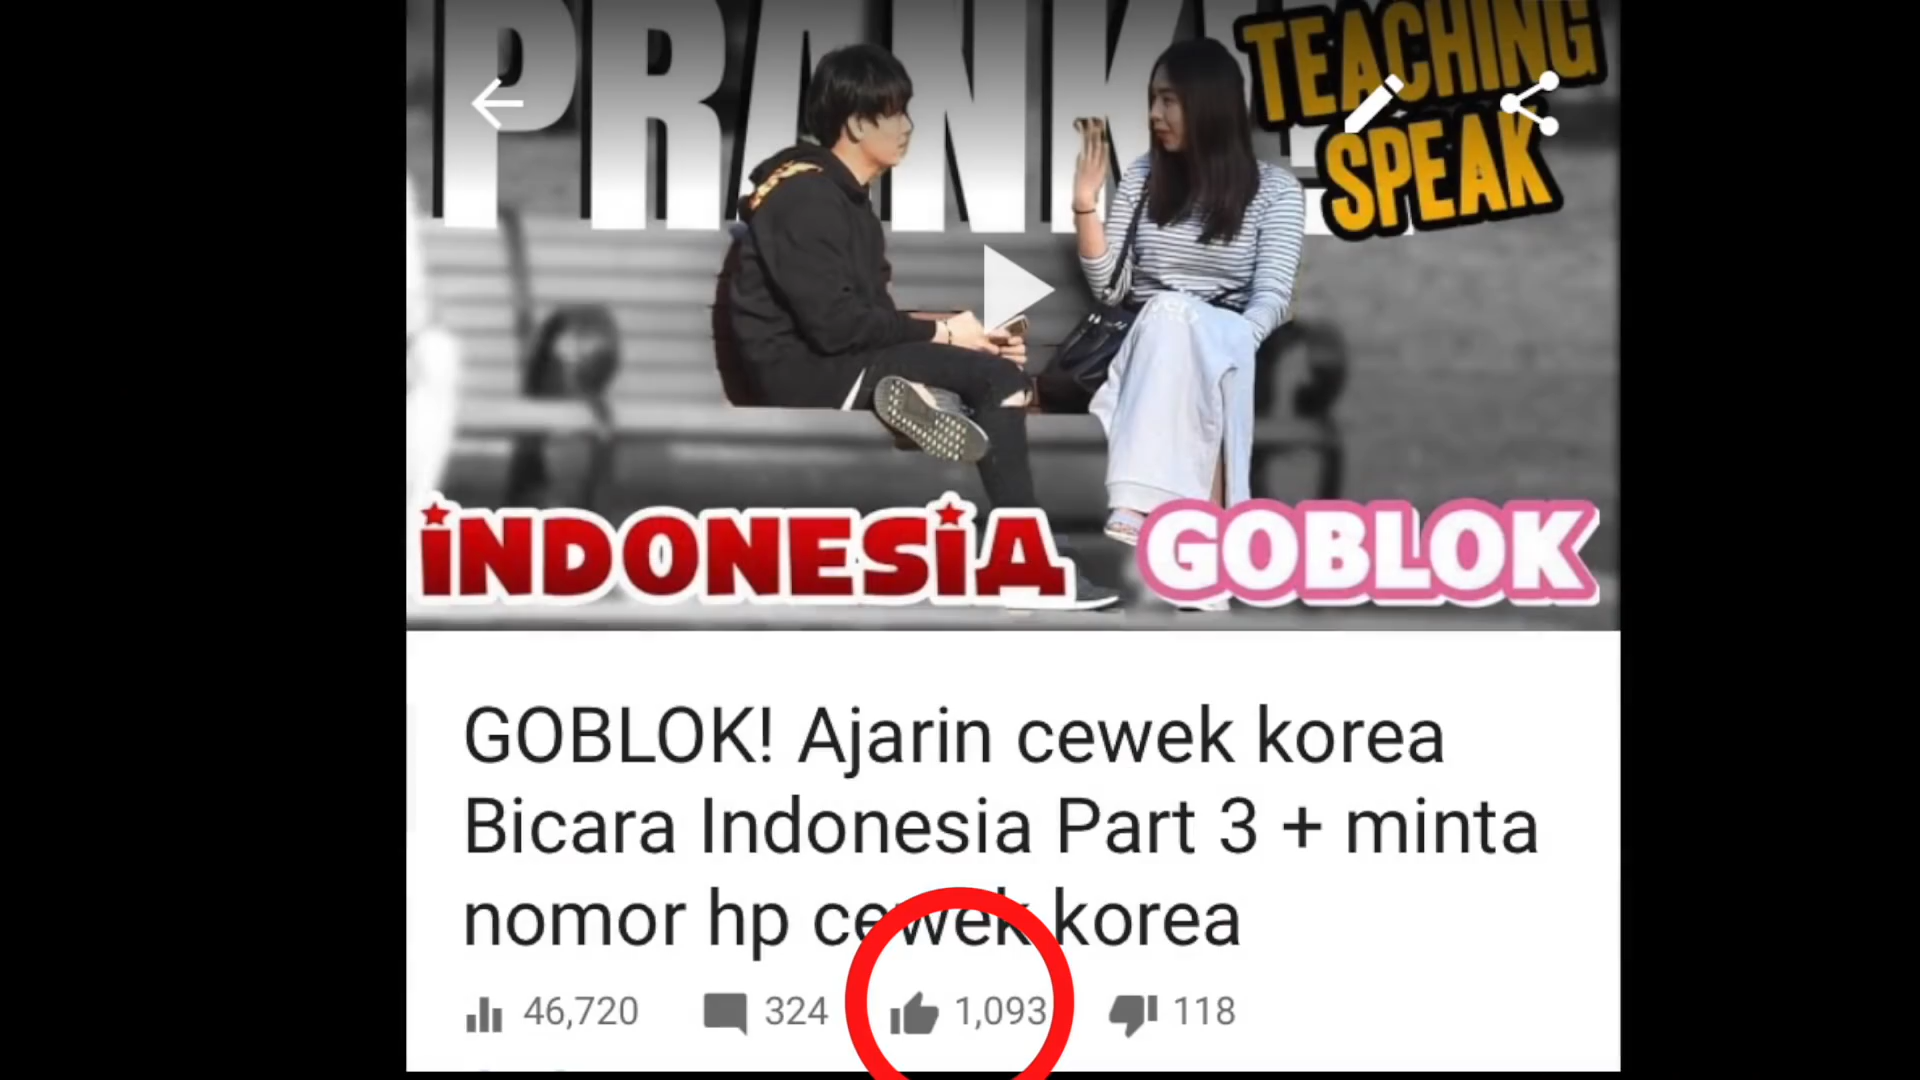 PRANK
TEACHING
SPEAK
INDONESIA GOBLOK
GOBLOK! Ajarin cewek korea
Bicara Indonesia Part 3 + minta
nomor hp cewek korea
46,720 324 1,093 118